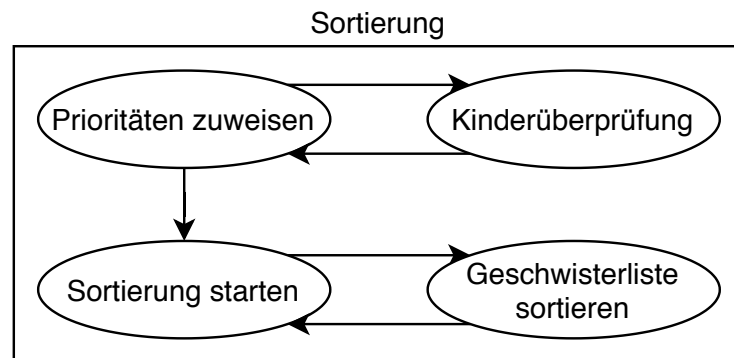 Sortierung
Prioritäten zuweisen
Kinderüberprüfung
Sortierung starten
Geschwisterliste
sortieren